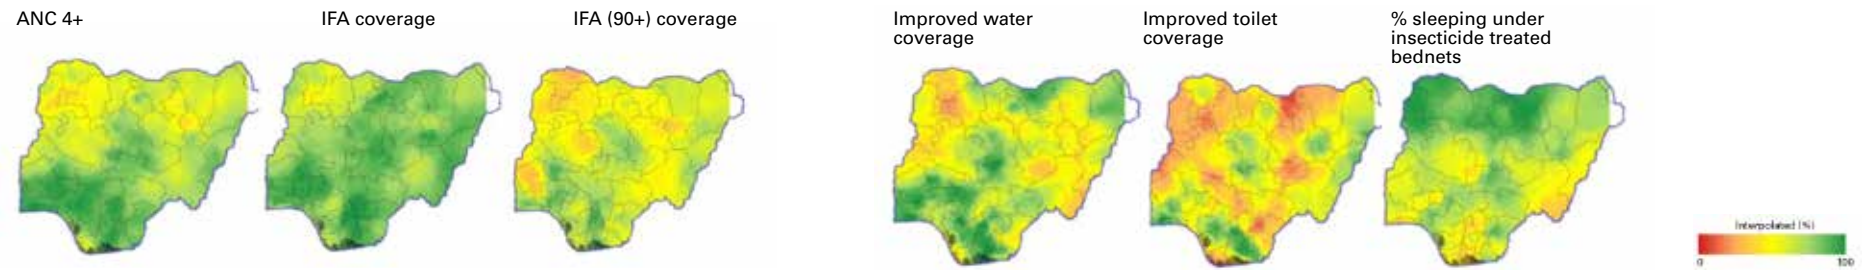 ANC 4+
IFA coverage
IFA (90+) coverage
Improved water
coverage
Improved toilet
coverage
% sleeping under
insecticide treated
bednets
Interpolated (%)
0
100